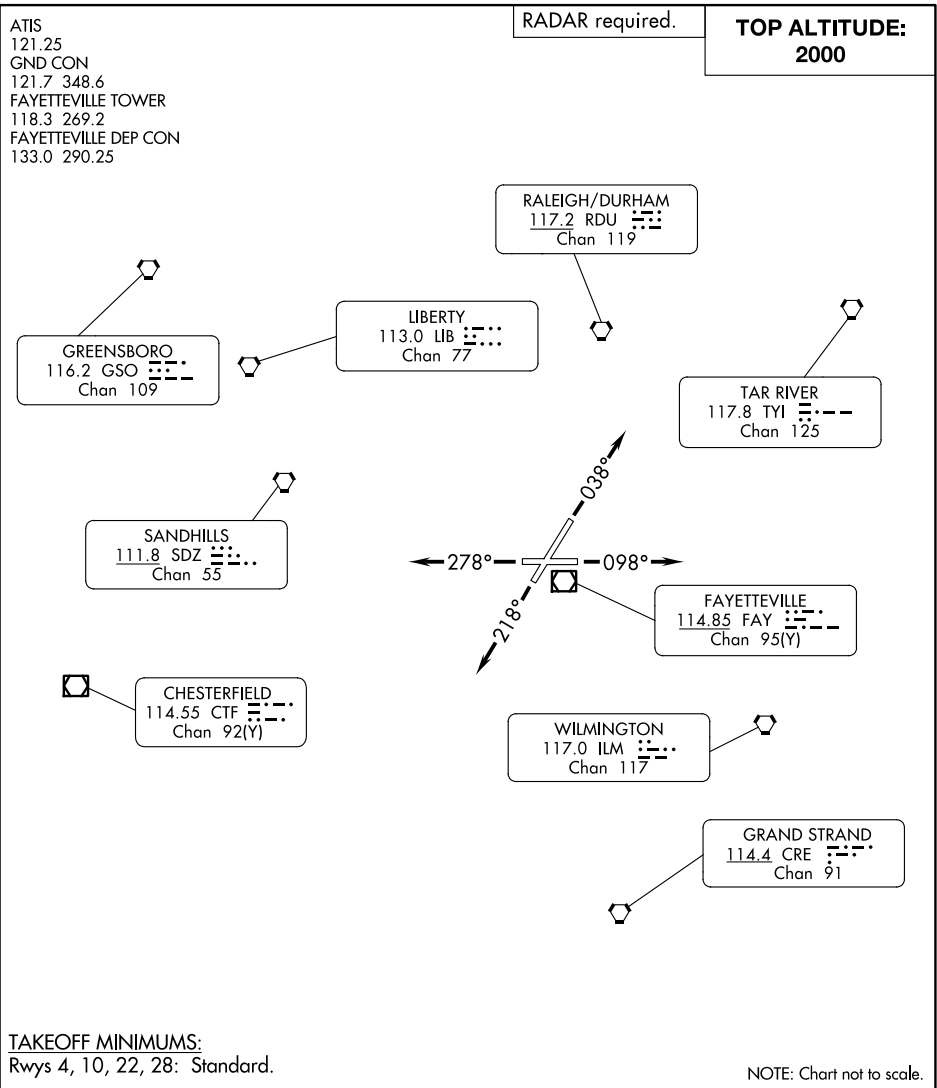 ATIS
121.25
GND CON
121.7 348.6
FAYETTEVILLE TOWER
118.3 269.2
FAYETTEVILLE DEP CON
133.0 290.25
RADAR required.
TOP ALTITUDE:
2000
RALEIGH/DURHAM
117.2 RDU
Chan 119
LIBERTY
113.0 LIB
Chan 77
GREENSBORO
116.2 GSO
Chan 109
TAR RIVER
117.8 TYI
Chan 125
038°
SANDHILLS
111.8 SDZ
Chan 55
278°
098°
218°
FAYETTEVILLE
114.85 FAY
Chan 95(Y)
CHESTERFIELD
114.55 CTF
Chan 92(Y)
WILMINGTON
117.0 ILM
Chan 117
GRAND STRAND
114.4 CRE
Chan 91
TAKEOFF MINIMUMS:
Rwys 4, 10, 22, 28: Standard.
NOTE: Chart not to scale.